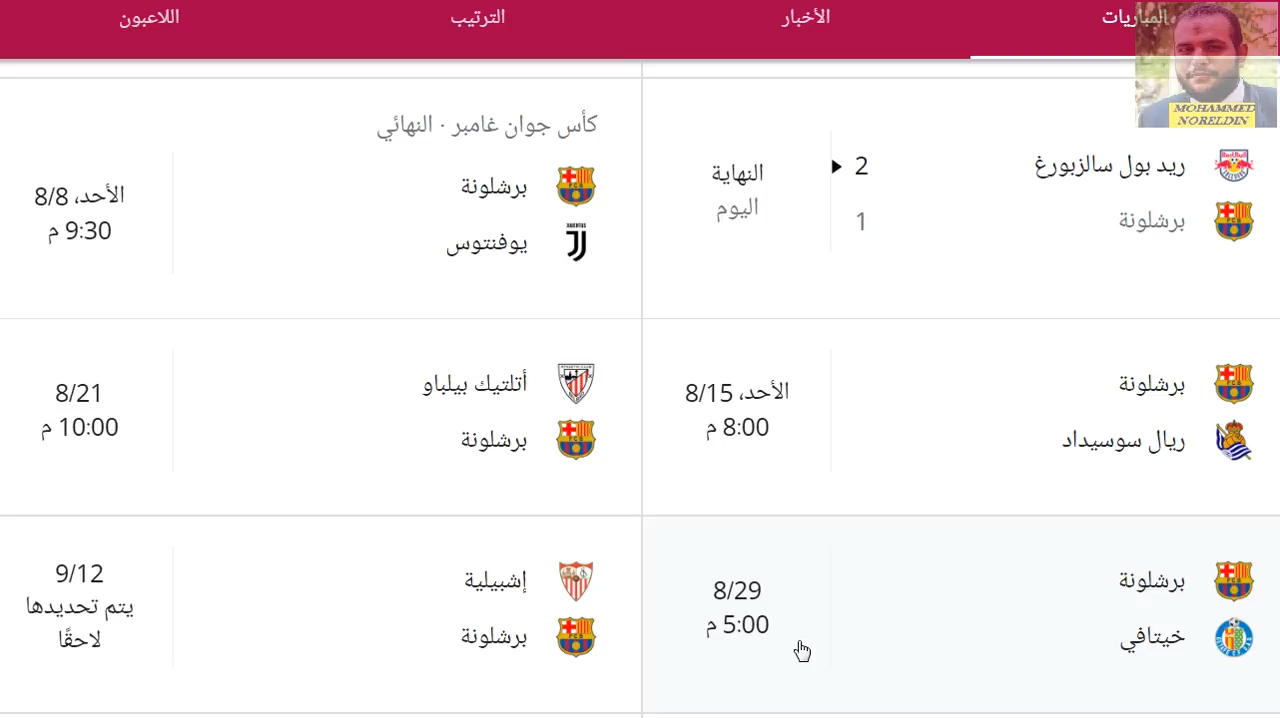 المباريات
الأخبار
الترتيب
اللاعبون
MOHAMMED
NORELDIN
ريد بول سالزبورغ
2
برشلونة
1
النهاية
اليوم
كأس جوان غامبر · النهائي
برشلونة
يوفنتوس
الأحد، 8/8
9:30 م
برشلونة
ريال سوسيداد
الأحد، 8/15
8:00 م
أتلتيك بيلباو
برشلونة
8/21
10:00 م
برشلونة
خيتافي
8/29
5:00 م
إشبيلية
برشلونة
9/12
يتم تحديدها
لاحقًا